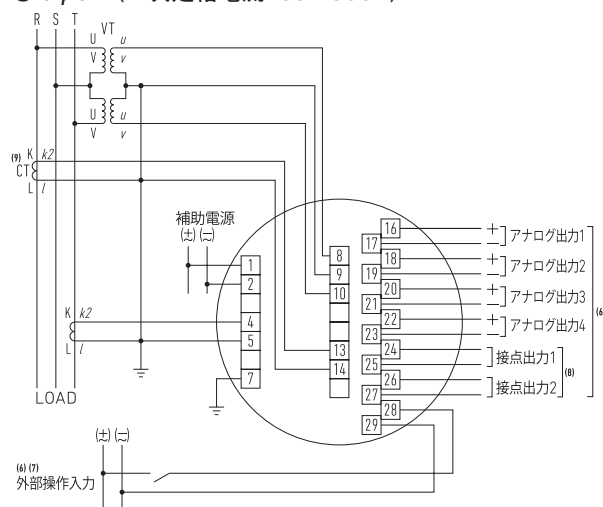 R S T
VT
U u
V v
U u
V v
(9) K k2
CT
L l
補助電源
(±) (−)
1
2
4
5
7
8
9
10
13
14
16
17
18
19
20
21
22
23
24
25
26
27
28
29
+
− アナログ出力1
+
− アナログ出力2
+
− アナログ出力3
+
− アナログ出力4
接点出力1
接点出力2
(8)
(6
K k2
L l
LOAD
(±) (−)
(6) (7)
外部操作入力